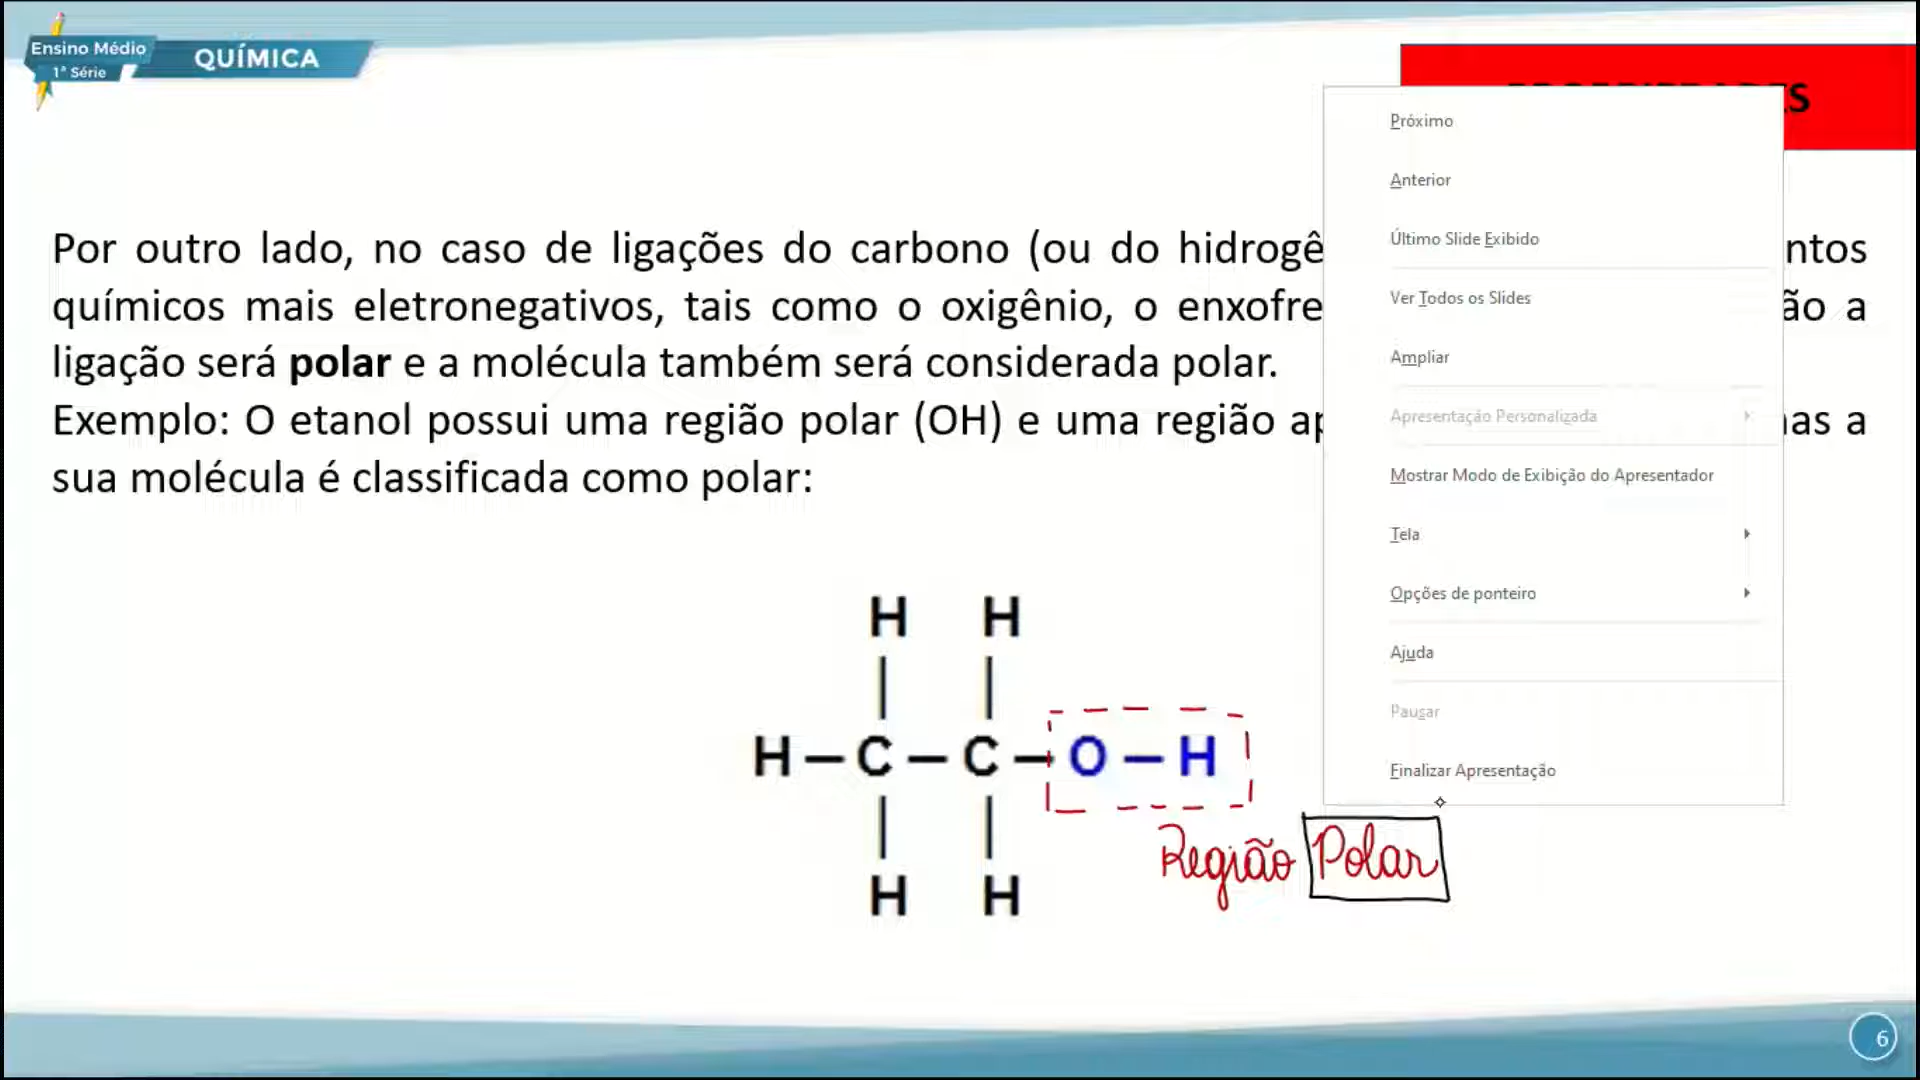 Ensino Médio
1ª Série
QUÍMICA
ES
Por outro lado, no caso de ligações do carbono (ou do hidrogê
ntos
químicos mais eletronegativos, tais como o oxigênio, o enxofre
ão a
ligação será polar e a molécula também será considerada polar.
Exemplo: O etanol possui uma região polar (OH) e uma região ap
as a
sua molécula é classificada como polar:
Próximo
Anterior
Último Slide Exibido
Ver Todos os Slides
Ampliar
Apresentação Personalizada
Mostrar Modo de Exibição do Apresentador
Tela
Opções de ponteiro
Ajuda
Pausar
Finalizar Apresentação
H H
H – C – C – O – H
H H
Região Polar
6